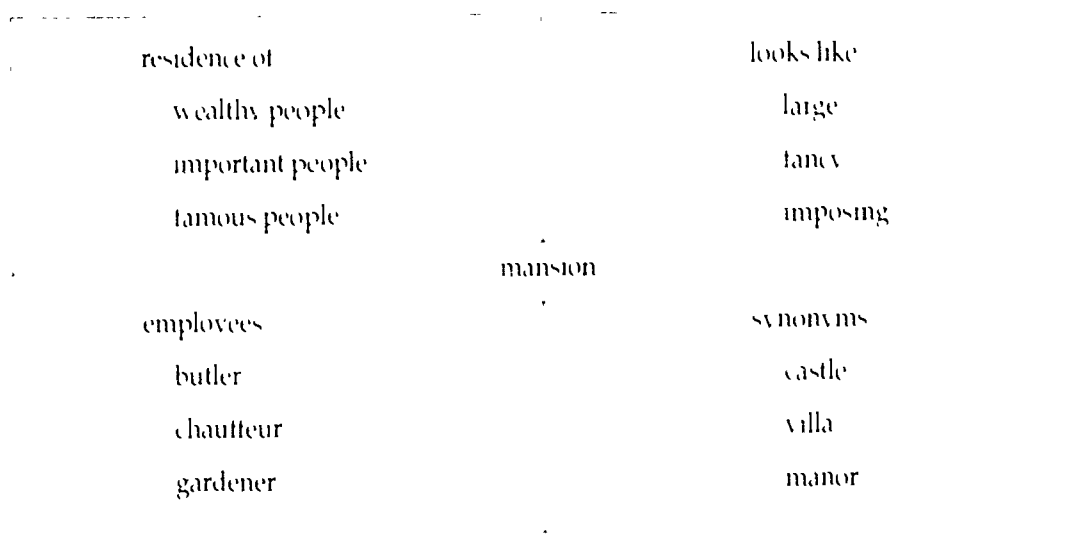 residence of
wealthy people
important people
famous people
looks like
large
fancy
imposing
mansion
employees
butler
chauffeur
gardener
synonyms
castle
villa
manor